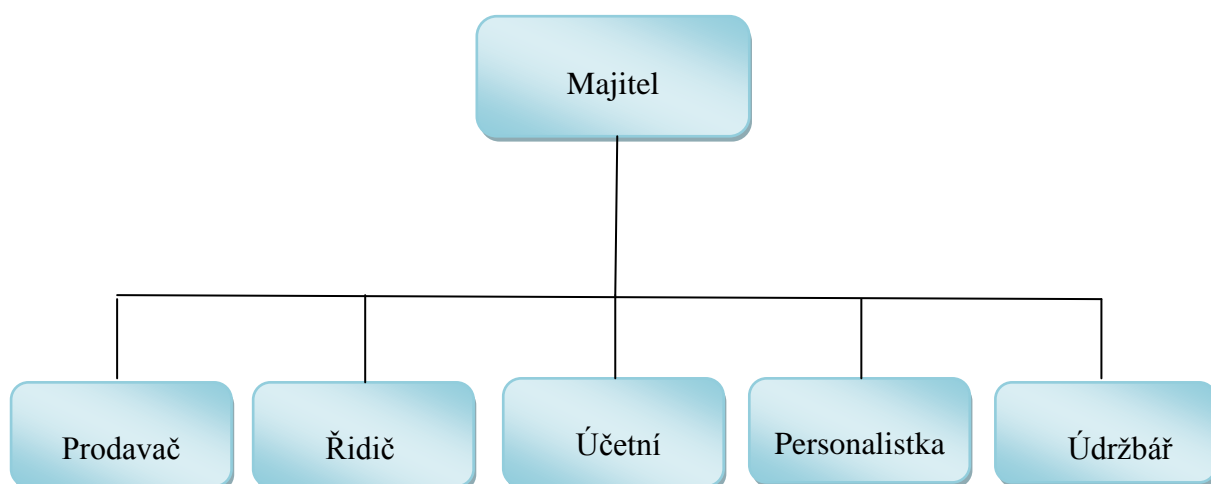 Majitel
Prodavač
Řidič
Účetní
Personalistka
Údržbář